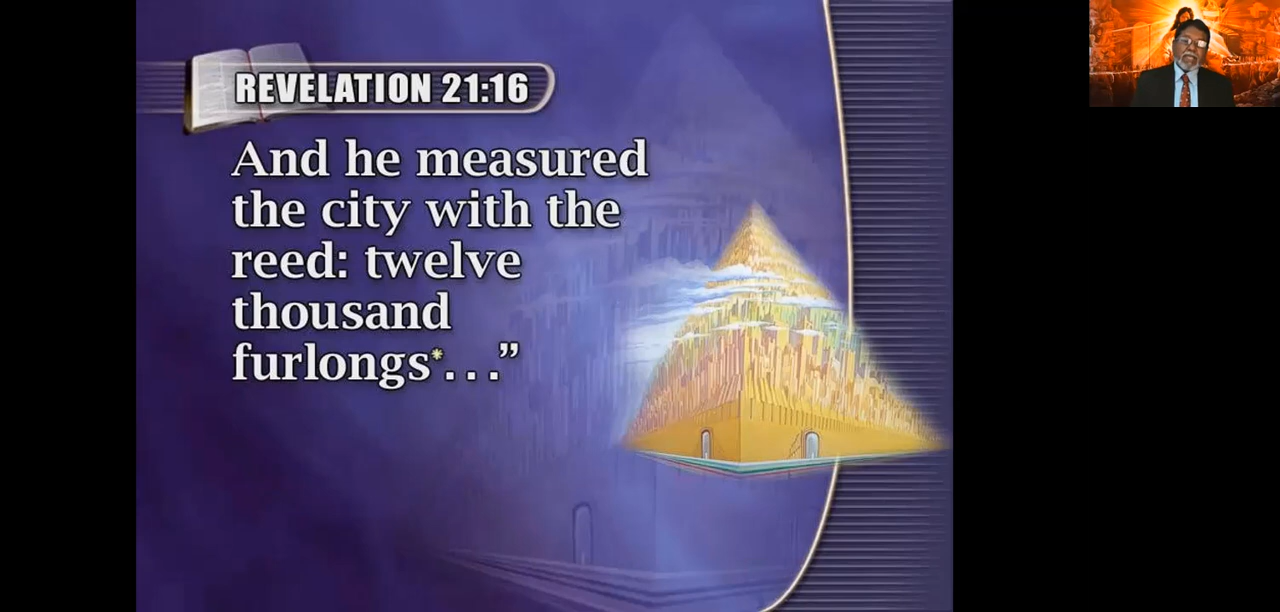 REVELATION 21:16
And he measured
the city with the
reed: twelve
thousand
furlongs*...”